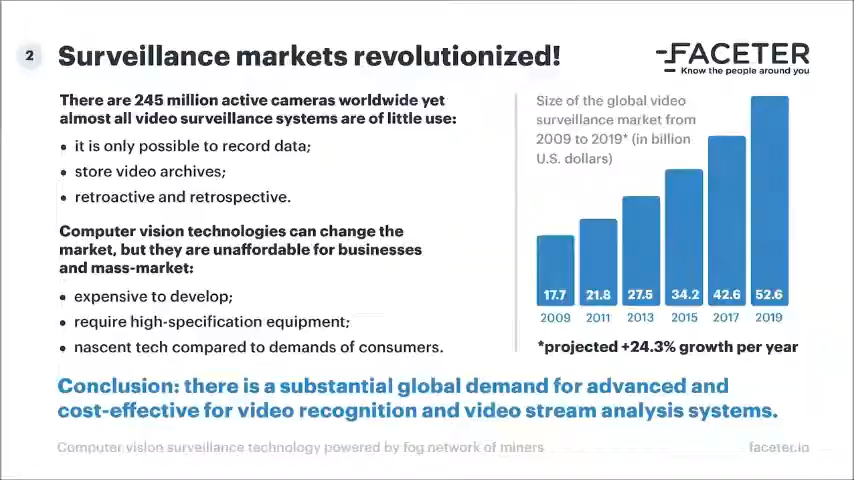 2
Surveillance markets revolutionized!
FACETER
Know the people around you
There are 245 million active cameras worldwide yet
almost all video surveillance systems are of little use:
• it is only possible to record data;
• store video archives;
• retroactive and retrospective.
Computer vision technologies can change the
market, but they are unaffordable for businesses
and mass-market:
• expensive to develop;
• require high-specification equipment;
• nascent tech compared to demands of consumers.
Size of the global video
surveillance market from
2009 to 2019* (in billion
U.S. dollars)
17.7 21.8 27.5 34.2 42.6 52.6
2009 2011 2013 2015 2017 2019
*projected +24.3% growth per year
Conclusion: there is a substantial global demand for advanced and
cost-effective for video recognition and video stream analysis systems.
Computer vision surveillance technology powered by fog network of miners
faceter.io